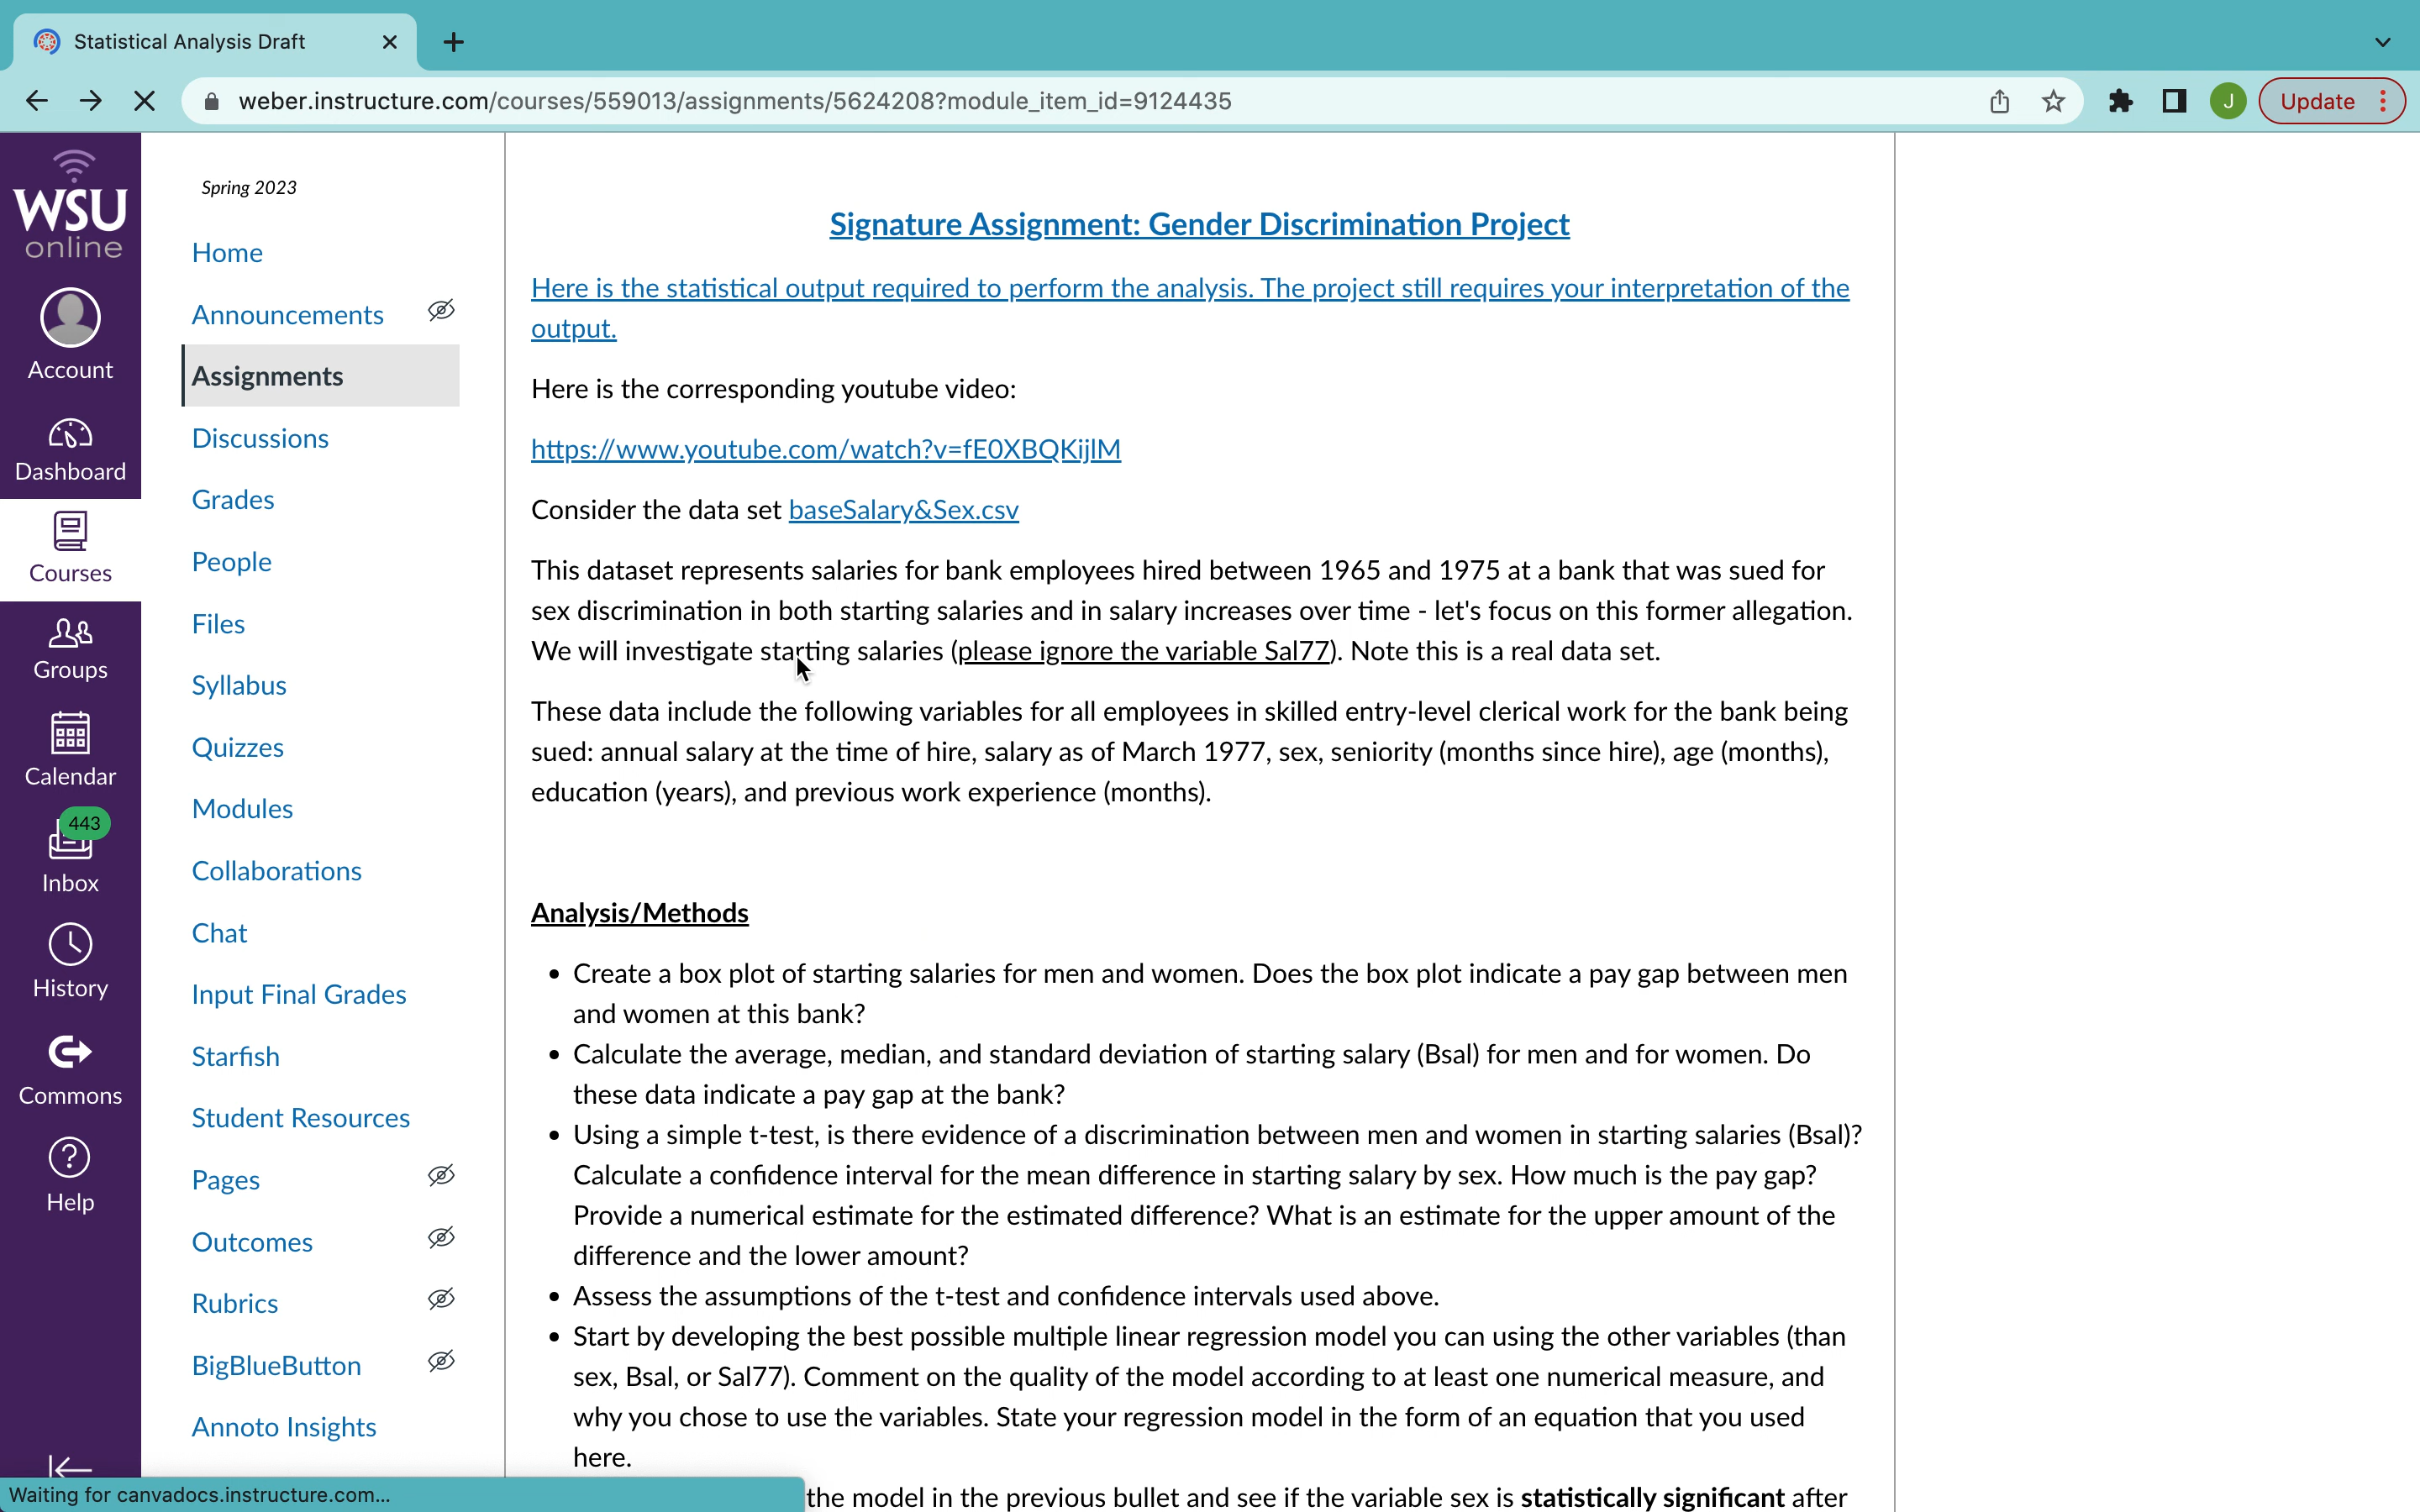 Statistical Analysis Draft
weber.instructure.com/courses/559013/assignments/5624208?module_item_id=9124435
J
Update
WSU
online
Account
Dashboard
Courses
Groups
Calendar
443
Inbox
History
Commons
Help
Spring 2023
Home
Announcements
Assignments
Discussions
Grades
People
Files
Syllabus
Quizzes
Modules
Collaborations
Chat
Input Final Grades
Starfish
Student Resources
Pages
Outcomes
Rubrics
BigBlueButton
Annoto Insights
Signature Assignment: Gender Discrimination Project
Here is the statistical output required to perform the analysis. The project still requires your interpretation of the
output.
Here is the corresponding youtube video:
https://www.youtube.com/watch?v=fE0XBQKijlM
Consider the data set baseSalary&Sex.csv
This dataset represents salaries for bank employees hired between 1965 and 1975 at a bank that was sued for
sex discrimination in both starting salaries and in salary increases over time - let's focus on this former allegation.
We will investigate starting salaries (please ignore the variable Sal77). Note this is a real data set.
These data include the following variables for all employees in skilled entry-level clerical work for the bank being
sued: annual salary at the time of hire, salary as of March 1977, sex, seniority (months since hire), age (months),
education (years), and previous work experience (months).
Analysis/Methods
• Create a box plot of starting salaries for men and women. Does the box plot indicate a pay gap between men
and women at this bank?
• Calculate the average, median, and standard deviation of starting salary (Bsal) for men and for women. Do
these data indicate a pay gap at the bank?
• Using a simple t-test, is there evidence of a discrimination between men and women in starting salaries (Bsal)?
Calculate a confidence interval for the mean difference in starting salary by sex. How much is the pay gap?
Provide a numerical estimate for the estimated difference? What is an estimate for the upper amount of the
difference and the lower amount?
• Assess the assumptions of the t-test and confidence intervals used above.
• Start by developing the best possible multiple linear regression model you can using the other variables (than
sex, Bsal, or Sal77). Comment on the quality of the model according to at least one numerical measure, and
why you chose to use the variables. State your regression model in the form of an equation that you used
here.
the model in the previous bullet and see if the variable sex is statistically significant after
Waiting for canvadocs.instructure.com...